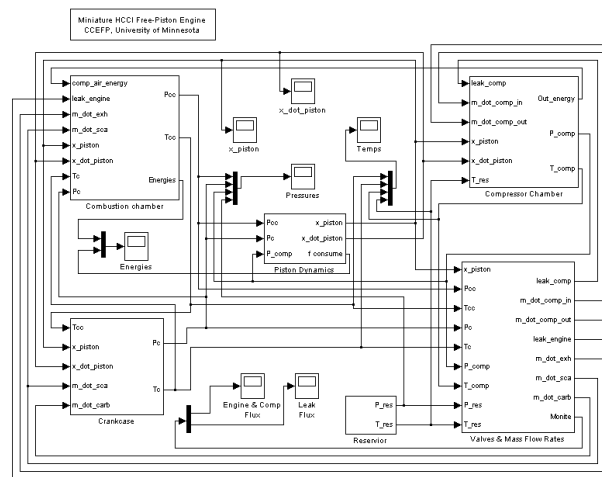 Miniature HCCI Free-Piston Engine
CCEFP, University of Minnesota
comp_air_energy
leak_engine
m_dot_exh
m_dot_sca
x_piston
x_dot_piston
Tc
Pc
Pcc
Tcc
Energies
Combustion chamber
x_piston
x_dot_piston
Temps
Pressures
Energies
leak_comp
m_dot_comp_in
m_dot_comp_out
x_piston
x_dot_piston
T_res
Out_energy
P_comp
T_comp
Compressor Chamber
Pcc
Pc
P_comp
x_piston
x_dot_piston
f consume
Piston Dynamics
Tcc
x_piston
x_dot_piston
m_dot_sca
m_dot_carb
Pc
Tc
Crankcase
Engine & Comp
Flux
Leak
Flux
P_res
T_res
Reservior
x_piston
Pcc
Tcc
Pc
Tc
P_comp
T_comp
P_res
T_res
leak_comp
m_dot_comp_in
m_dot_comp_out
leak_engine
m_dot_exh
m_dot_sca
m_dot_carb
Monite
Valves & Mass Flow Rates